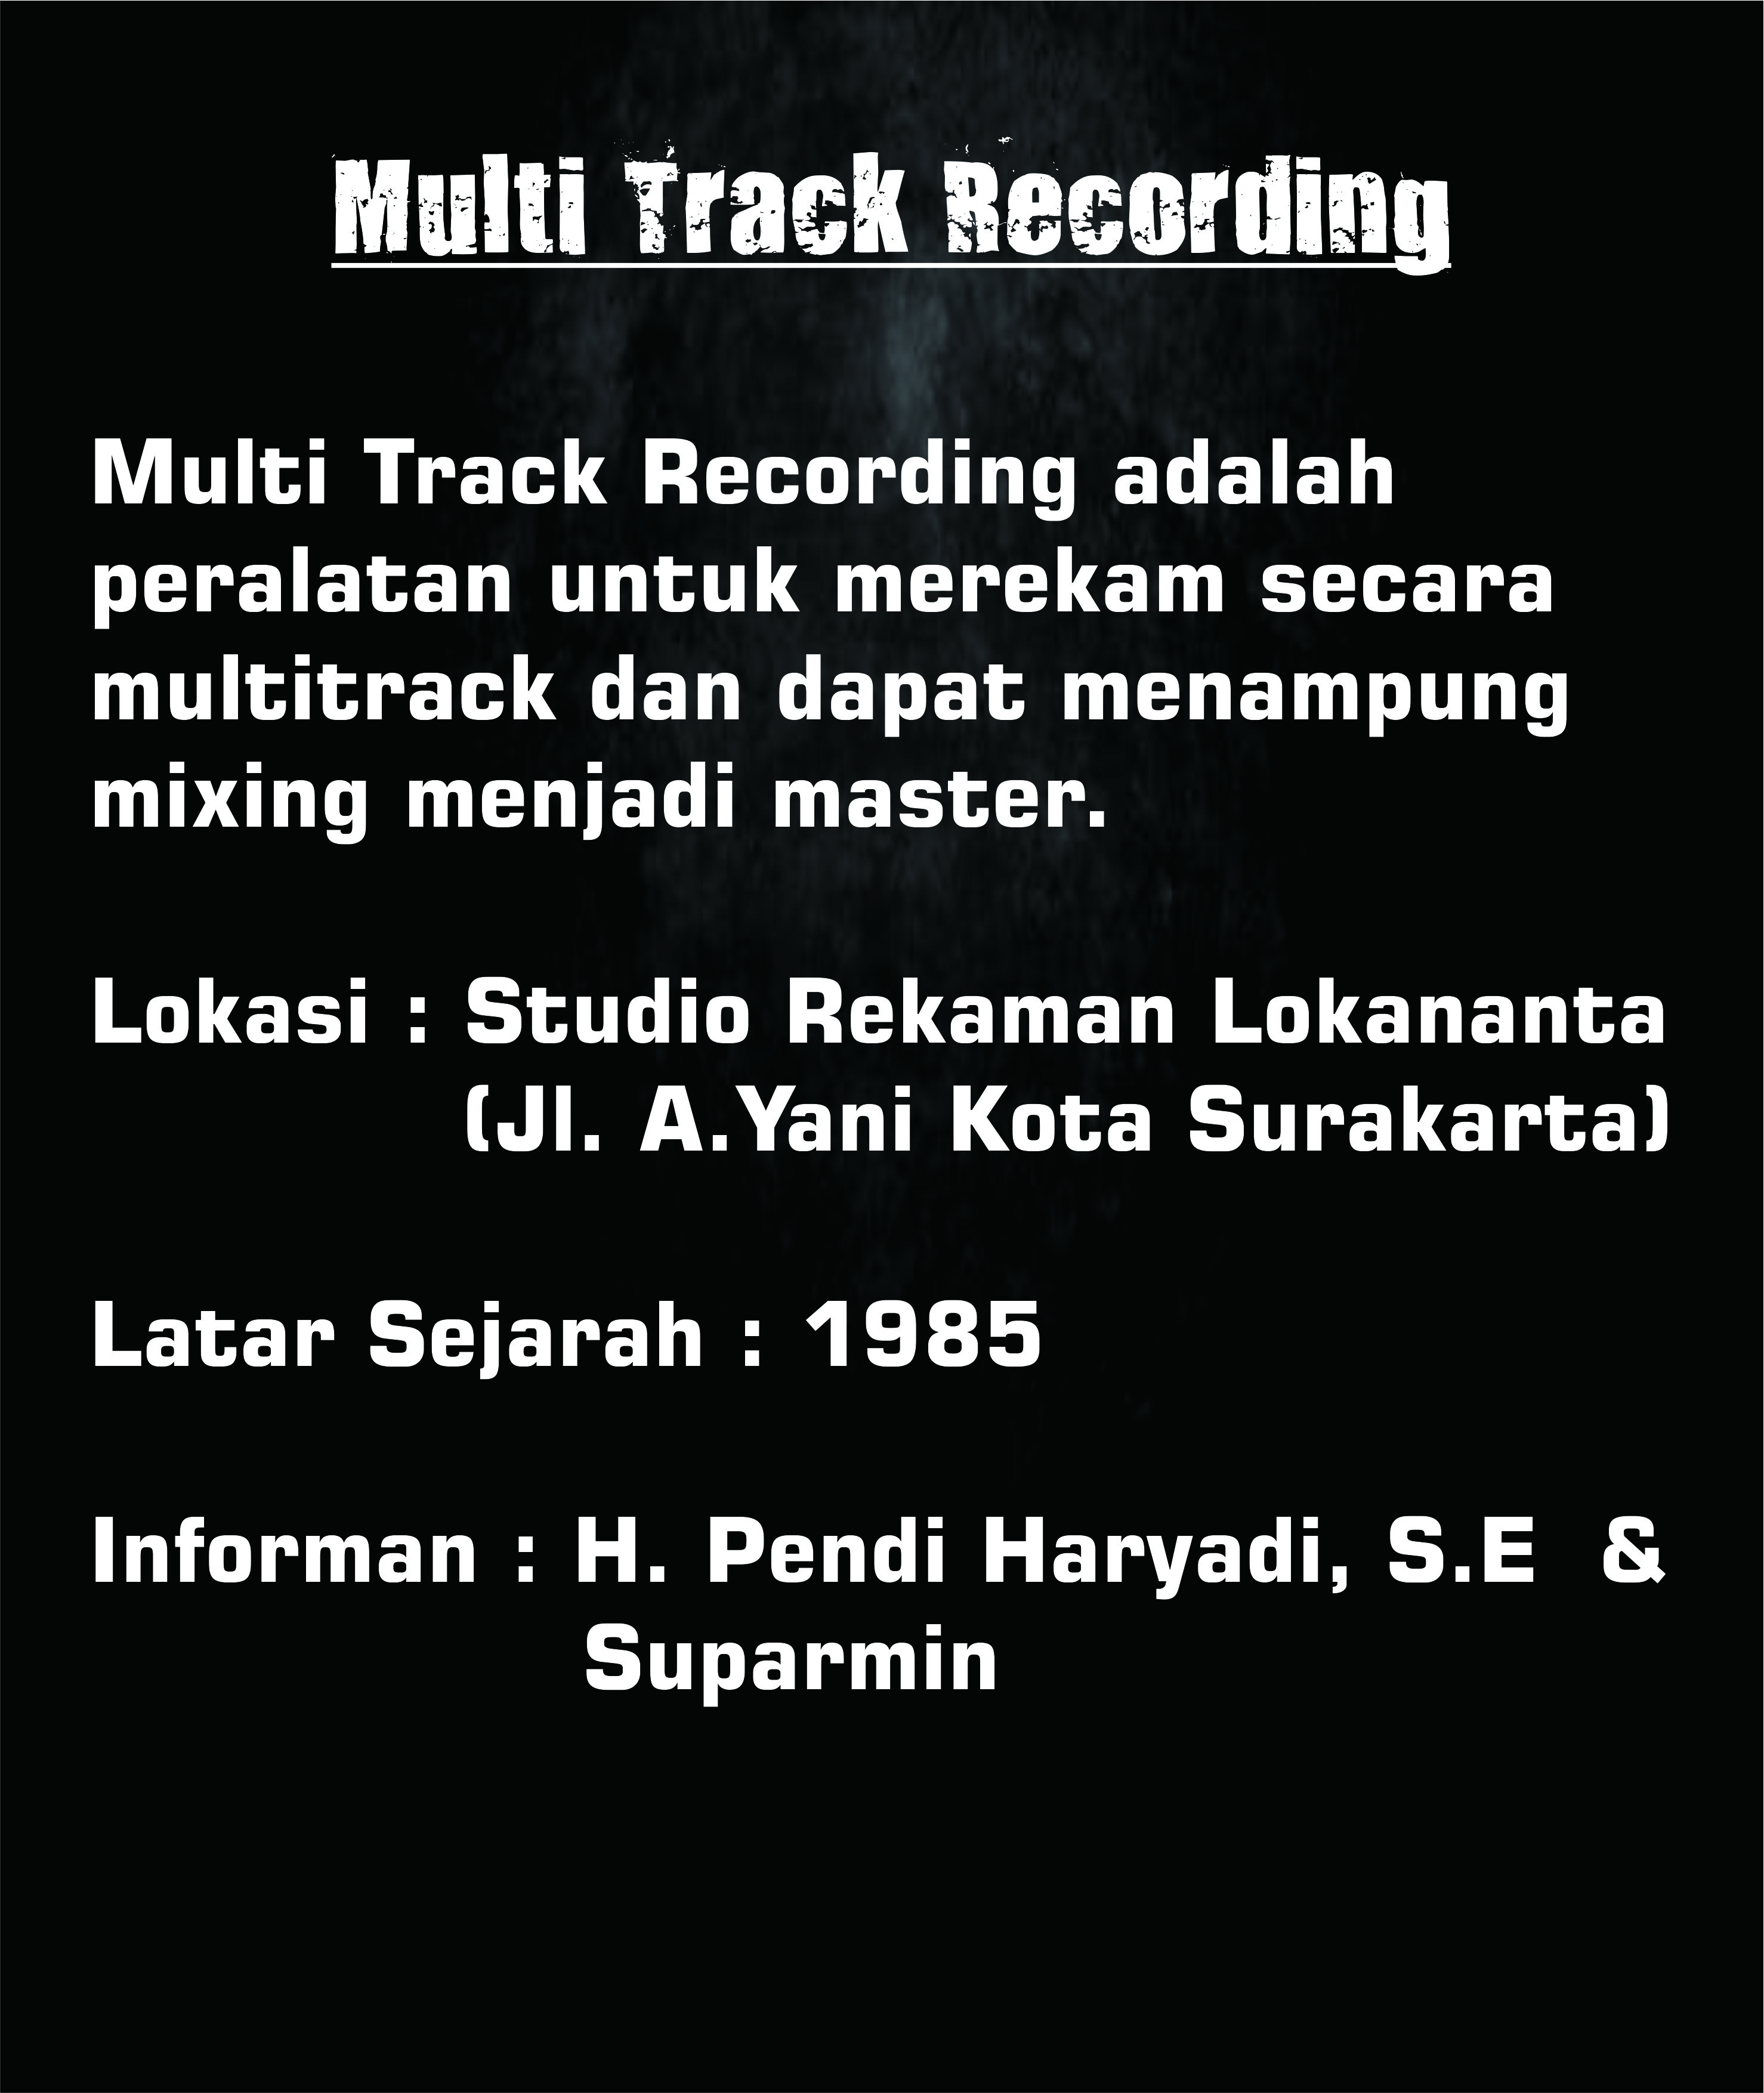 Multi Track Recording
Multi Track Recording adalah
peralatan untuk merekam secara
multitrack dan dapat menampung
mixing menjadi master.
Lokasi : Studio Rekaman Lokananta
(Jl. A.Yani Kota Surakarta)
Latar Sejarah : 1985
Informan : H. Pendi Haryadi, S.E  &
Suparmin